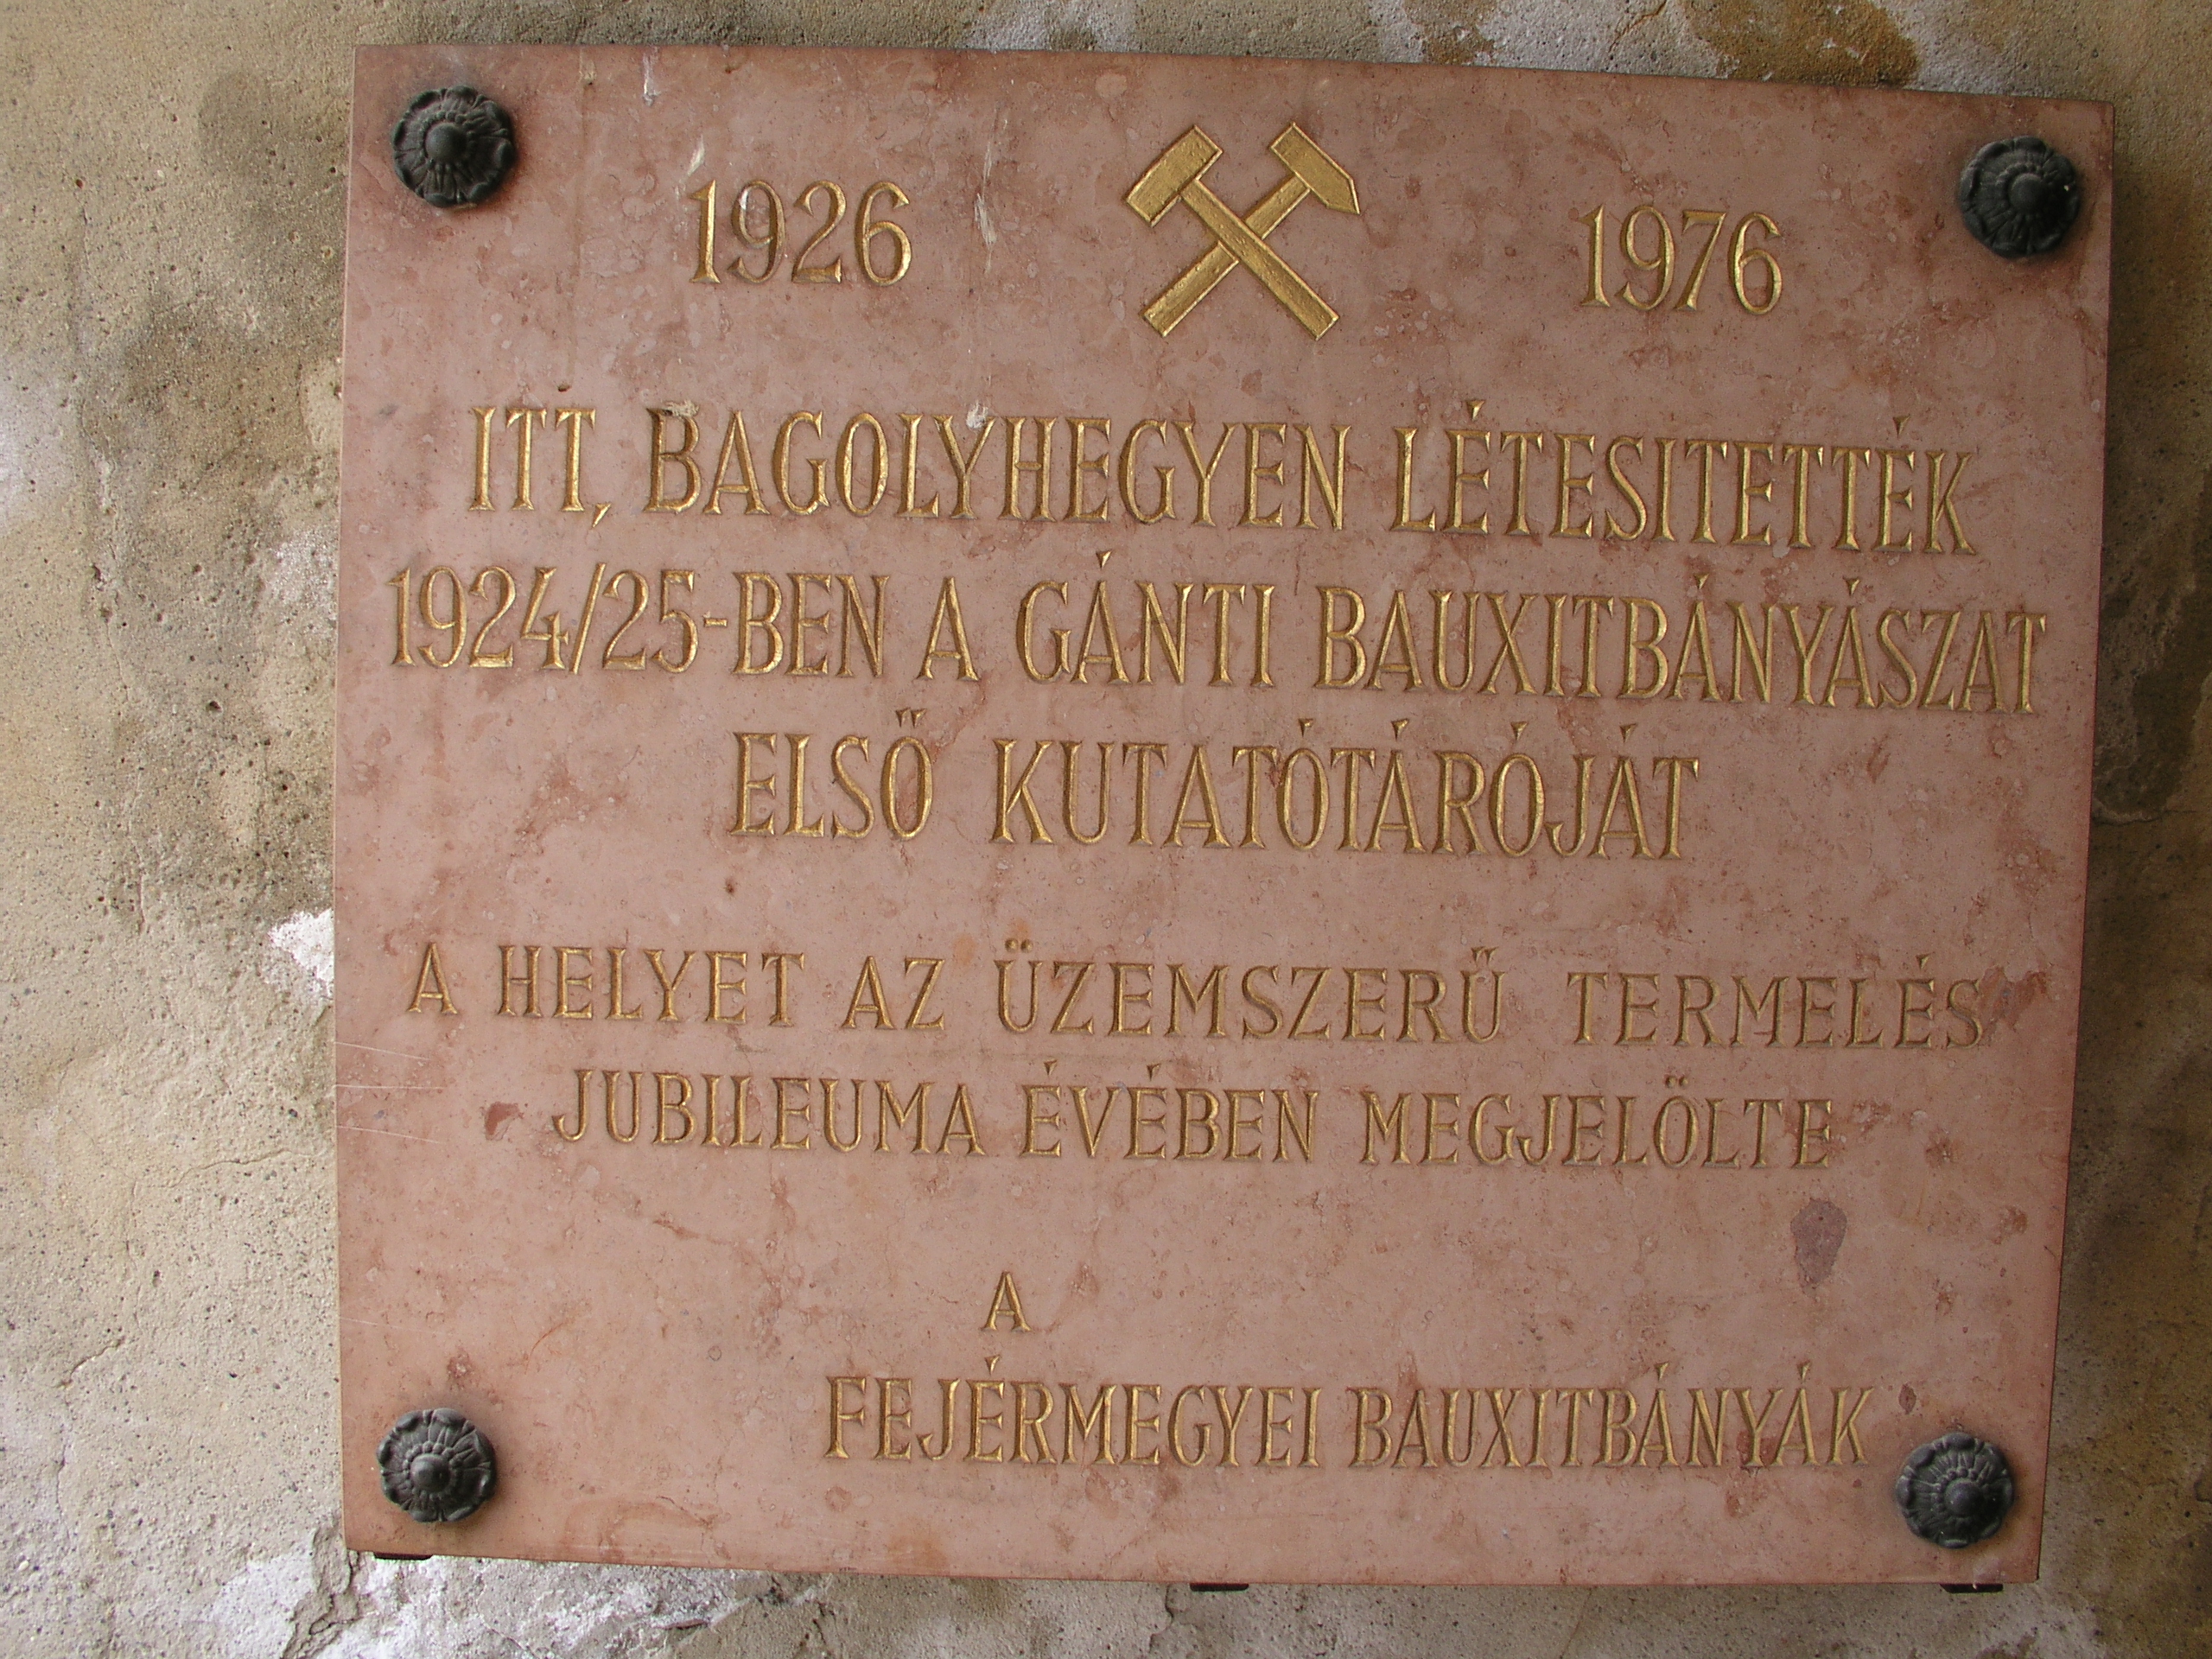 1926 1976
ITT, BAGOLYHEGYEN LÉTESITETTÉK
1924/25-BEN A GÁNTI BAUXITBÁNYÁSZAT
ELSŐ KUTATÓTÁRÓJÁT
A HELYET AZ ÜZEMSZERŰ TERMELÉS
JUBILEUMA ÉVÉBEN MEGJELÖLTE
A
FEJÉRMEGYEI BAUXITBÁNYÁK